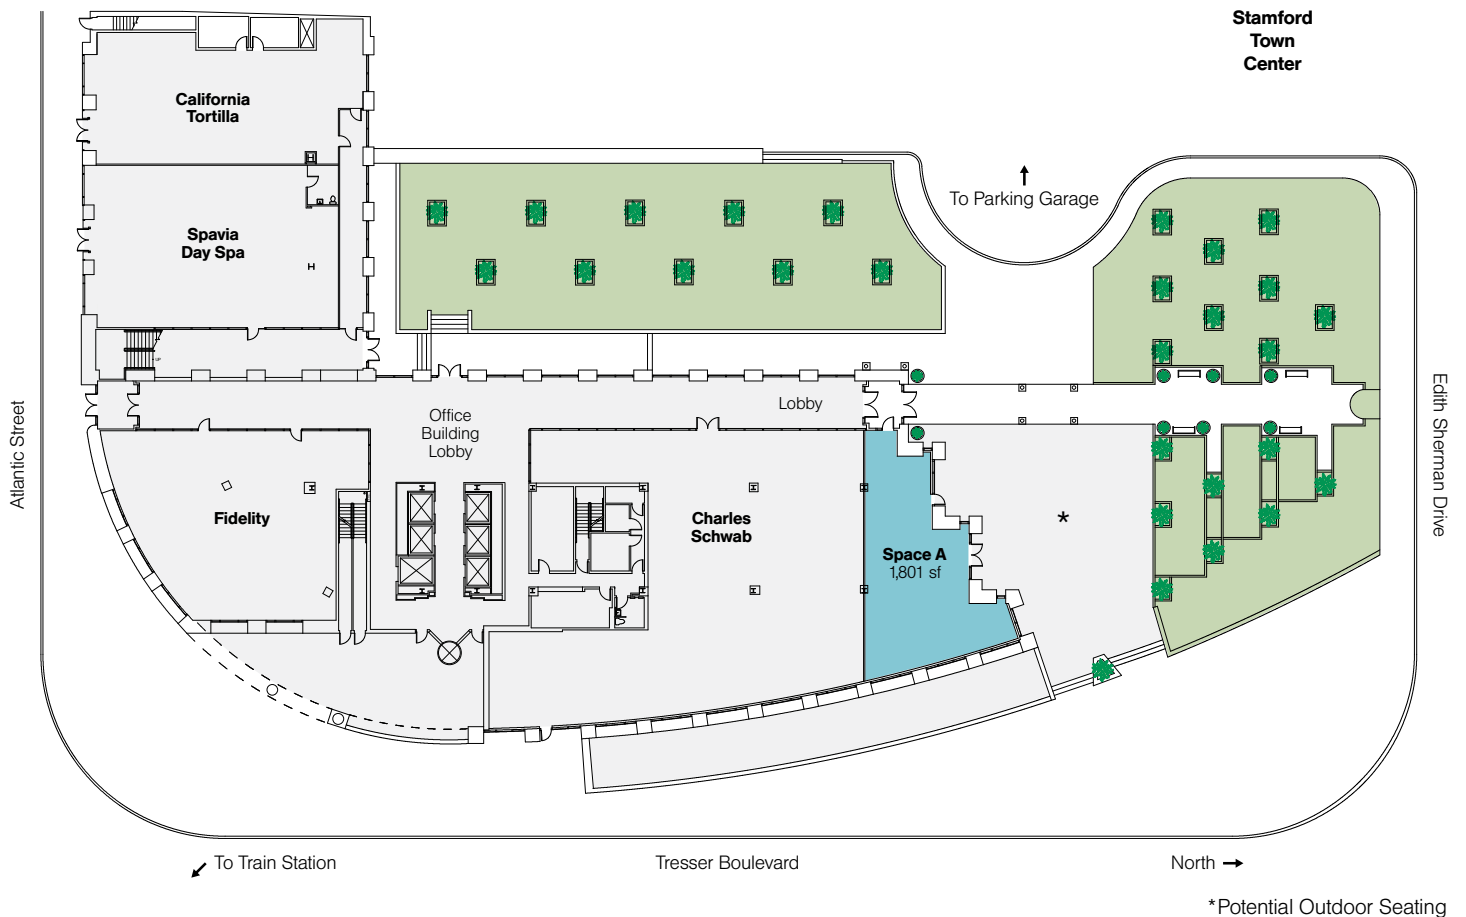 Stamford
Town
Center
California
Tortilla
To Parking Garage
Spavia
Day Spa
UP
Lobby
Office
Building
Lobby
Atlantic Street
Edith Sherman Drive
Fidelity
Charles
Schwab
*
Space A
1,801 sf
To Train Station
Tresser Boulevard
North
*Potential Outdoor Seating